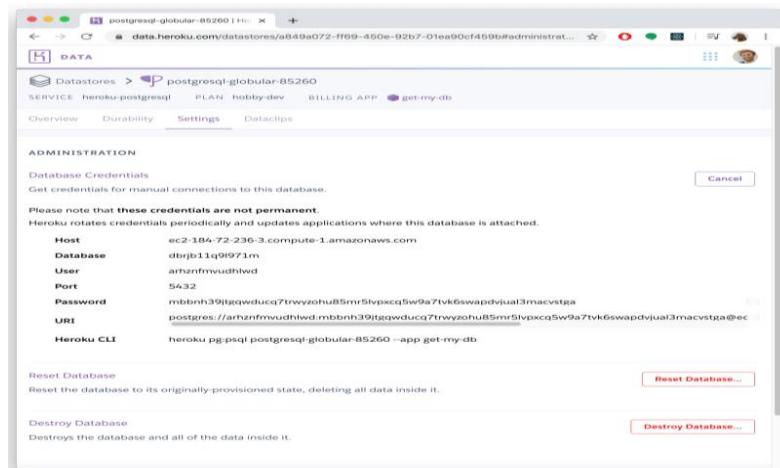 postgresql-globular-85260 | He
data.heroku.com/datastores/a849a072-ff69-450e-92b7-01ea90cf459b#administrat...
DATA
Datastores > postgresql-globular-85260
SERVICE heroku-postgresql PLAN hobby-dev BILLING APP get-my-db
Overview Durability Settings Dataclips
ADMINISTRATION
Database Credentials
Cancel
Get credentials for manual connections to this database.
Please note that these credentials are not permanent.
Heroku rotates credentials periodically and updates applications where this database is attached.
Host ec2-184-72-236-3.compute-1.amazonaws.com
Database dbrjb11q9l971m
User arhznfmvudhlwd
Port 5432
Password mbbnh39jtgqwducq7trwyzohu85mr5lvpxcq5w9a7tvk6swapdvjual3macvstga
URI postgres://arhznfmvudhlwd:mbbnh39jtgqwducq7trwyzohu85mr5lvpxcq5w9a7tvk6swapdvjual3macvstga@ec
Heroku CLI heroku pg:psql postgresql-globular-85260 --app get-my-db
Reset Database
Reset Database...
Reset the database to its originally-provisioned state, deleting all data inside it.
Destroy Database
Destroy Database...
Destroys the database and all of the data inside it.